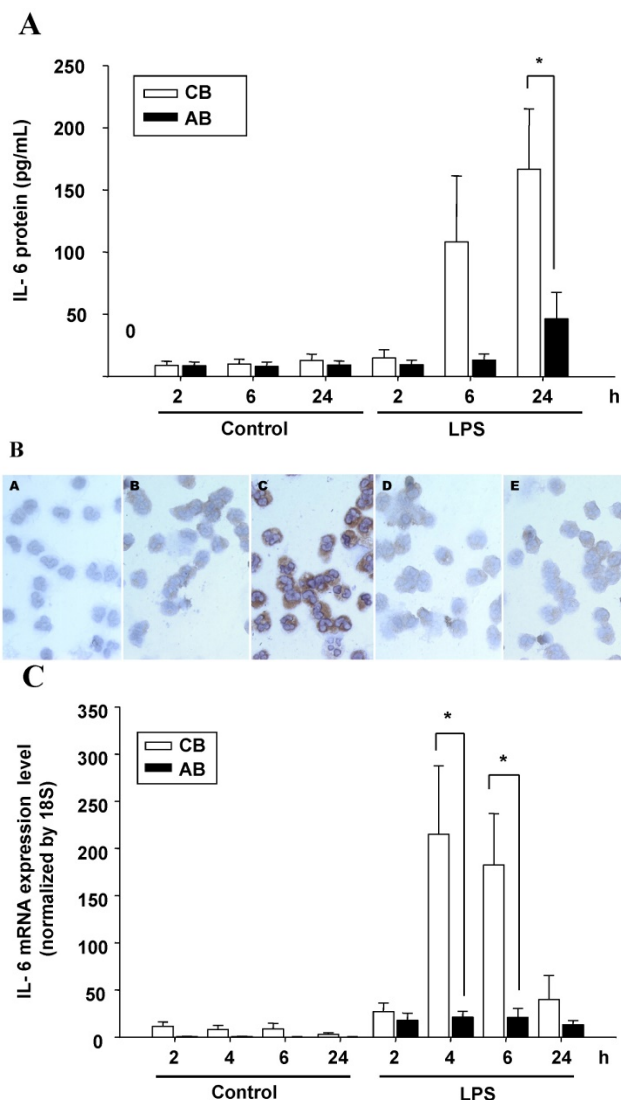 A
250
200
150
100
50
0
IL- 6 protein (pg/mL)
CB
AB
*
2 6 24 2 6 24 h
Control LPS
B
A B C D E
C
350
300
250
200
150
100
50
0
IL- 6 mRNA expression level
(normalized by 18S)
CB
AB
* *
2 4 6 24 2 4 6 24 h
Control LPS